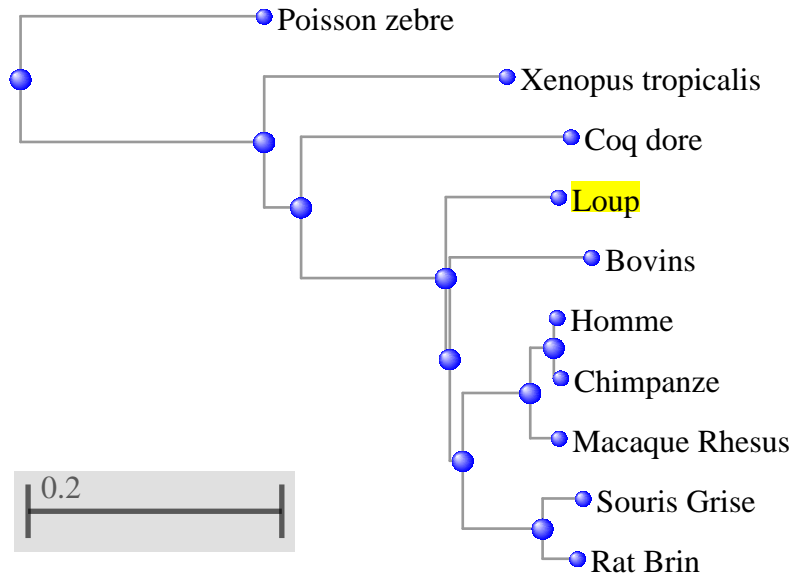 Poisson zebre
Xenopus tropicalis
Coq dore
Loup
Bovins
Homme
Chimpanze
Macaque Rhesus
0.2
Souris Grise
Rat Brin